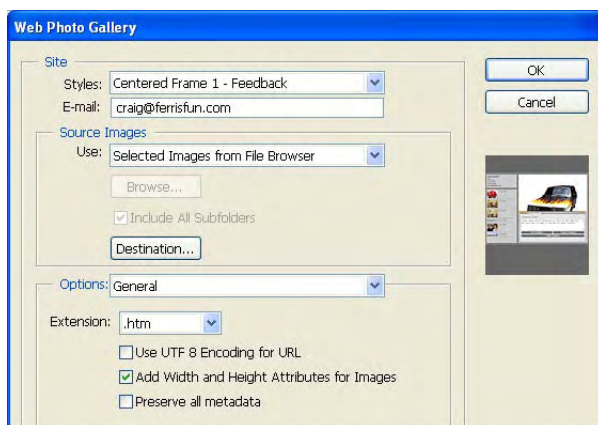 Web Photo Gallery
Site
Styles: Centered Frame 1 - Feedback
E-mail: craig@ferrisfun.com
Source Images
Use: Selected Images from File Browser
Browse...
Include All Subfolders
Destination...
Options: General
Extension: .htm
Use UTF 8 Encoding for URL
Add Width and Height Attributes for Images
Preserve all metadata
OK
Cancel